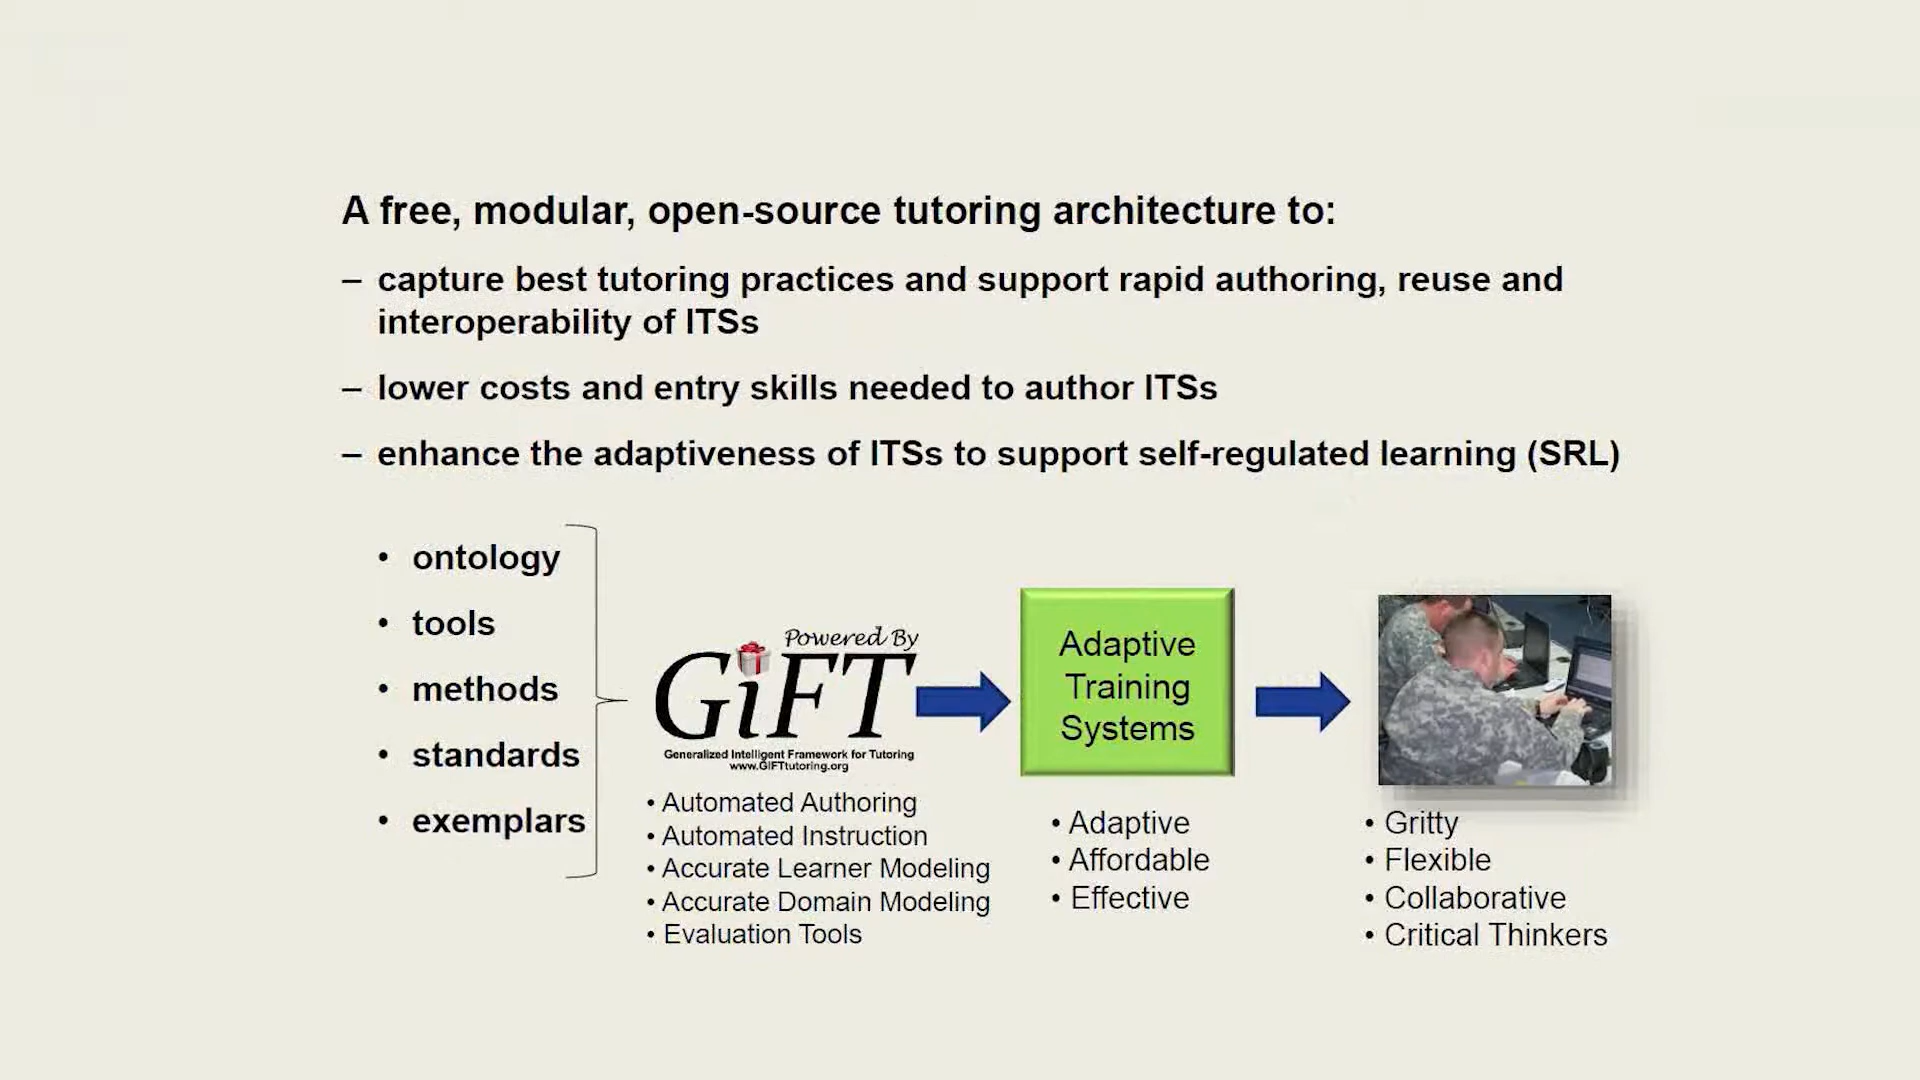 A free, modular, open-source tutoring architecture to:
– capture best tutoring practices and support rapid authoring, reuse and
interoperability of ITSs
– lower costs and entry skills needed to author ITSs
– enhance the adaptiveness of ITSs to support self-regulated learning (SRL)
• ontology
• tools
• methods
• standards
• exemplars
Powered By
GiFT
Generalized Intelligent Framework for Tutoring
www.GIFTtutoring.org
• Automated Authoring
• Automated Instruction
• Accurate Learner Modeling
• Accurate Domain Modeling
• Evaluation Tools
Adaptive
Training
Systems
• Adaptive
• Affordable
• Effective
• Gritty
• Flexible
• Collaborative
• Critical Thinkers